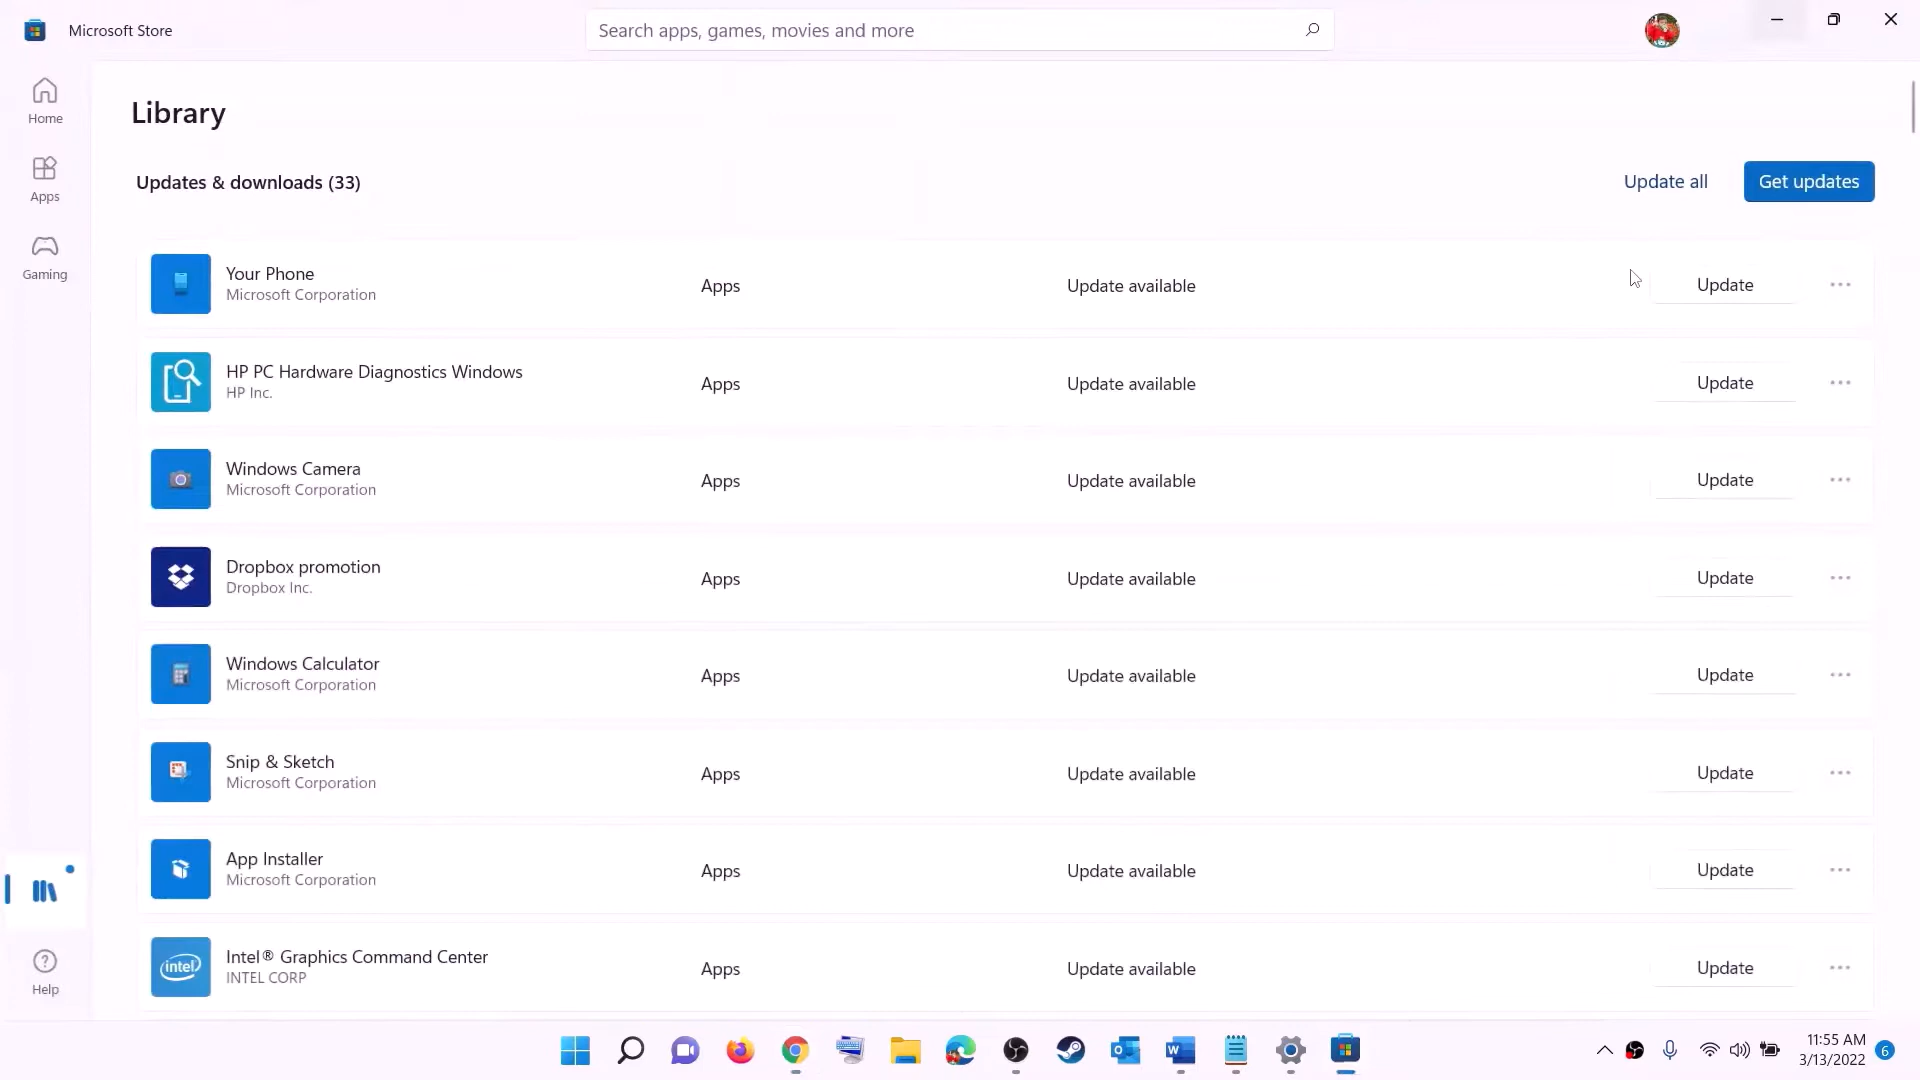 Microsoft Store
Search apps, games, movies and more
Home
Apps
Gaming
Help
Library
Updates & downloads (33)
Update all
Get updates
Your Phone
Microsoft Corporation
Apps
Update available
Update
HP PC Hardware Diagnostics Windows
HP Inc.
Apps
Update available
Update
Windows Camera
Microsoft Corporation
Apps
Update available
Update
Dropbox promotion
Dropbox Inc.
Apps
Update available
Update
Windows Calculator
Microsoft Corporation
Apps
Update available
Update
Snip & Sketch
Microsoft Corporation
Apps
Update available
Update
App Installer
Microsoft Corporation
Apps
Update available
Update
intel
Intel® Graphics Command Center
INTEL CORP
Apps
Update available
Update
11:55 AM
3/13/2022
6